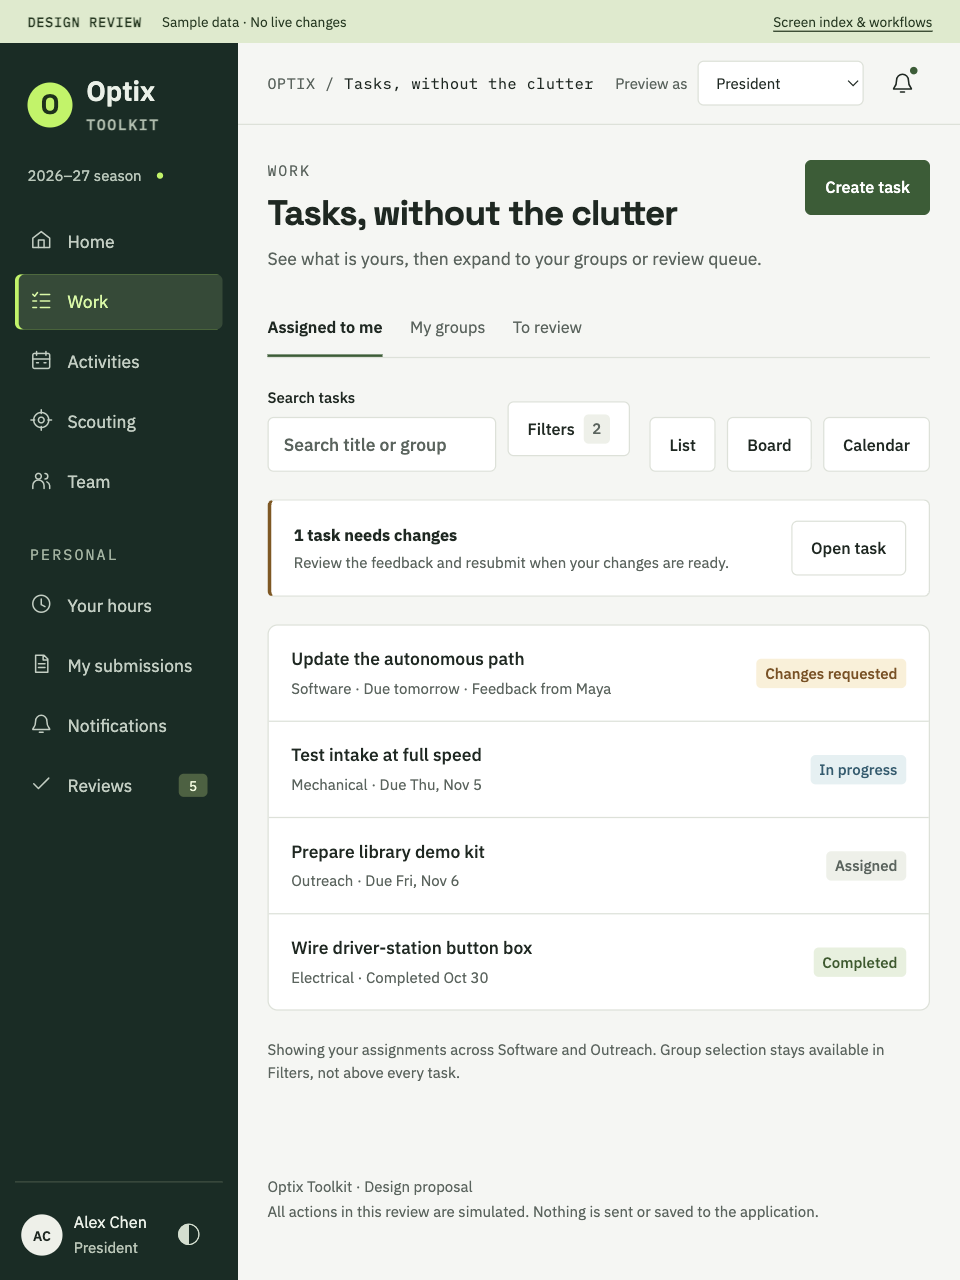 DESIGN REVIEW Sample data · No live changes Screen index & workflows
O Optix
TOOLKIT
2026–27 season
Home
Work
Activities
Scouting
Team
PERSONAL
Your hours
My submissions
Notifications
Reviews 5
AC Alex Chen
President
OPTIX / Tasks, without the clutter Preview as President
WORK
Tasks, without the clutter
See what is yours, then expand to your groups or review queue.
Create task
Assigned to me My groups To review
Search tasks
Search title or group Filters 2 List Board Calendar
1 task needs changes
Review the feedback and resubmit when your changes are ready.
Open task
Update the autonomous path
Software · Due tomorrow · Feedback from Maya
Changes requested
Test intake at full speed
Mechanical · Due Thu, Nov 5
In progress
Prepare library demo kit
Outreach · Due Fri, Nov 6
Assigned
Wire driver-station button box
Electrical · Completed Oct 30
Completed
Showing your assignments across Software and Outreach. Group selection stays available in
Filters, not above every task.
Optix Toolkit · Design proposal
All actions in this review are simulated. Nothing is sent or saved to the application.